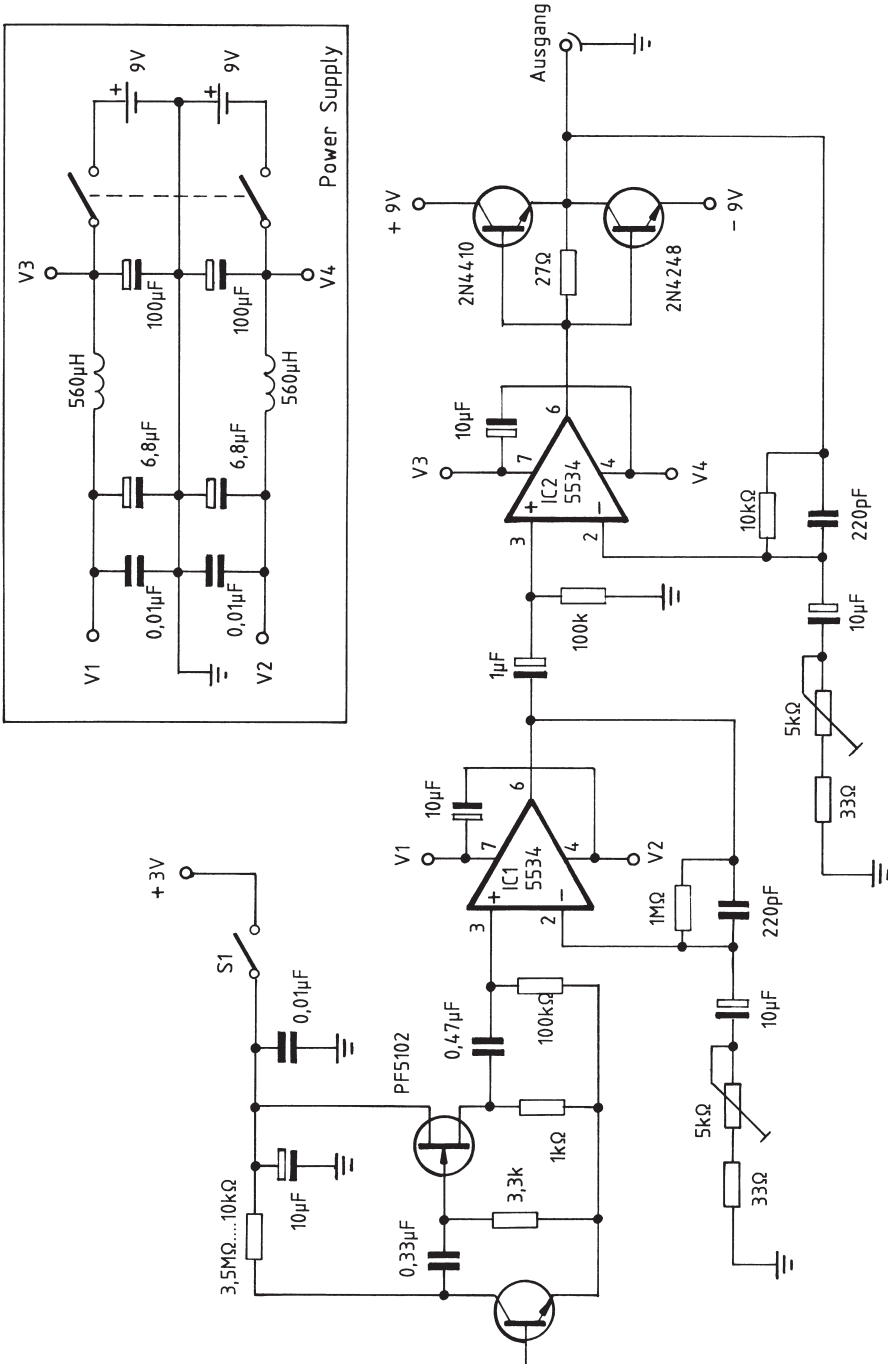 Power Supply
V3
V4
V1
V2
9V
+
9V
+
100µF
100µF
560µH
560µH
6,8µF
6,8µF
0,01µF
0,01µF
+3V
S1
0,01µF
10µF
3,5MΩ....10kΩ
PF5102
0,33µF
3,3k
1kΩ
0,47µF
100kΩ
V1
V2
10µF
3
2
7
4
6
+
−
IC1
5534
1MΩ
220pF
10µF
5kΩ
33Ω
1µF
100k
V3
V4
10µF
3
2
7
4
6
+
−
IC2
5534
10kΩ
220pF
10µF
5kΩ
33Ω
+ 9V
2N4410
27Ω
2N4248
− 9V
Ausgang